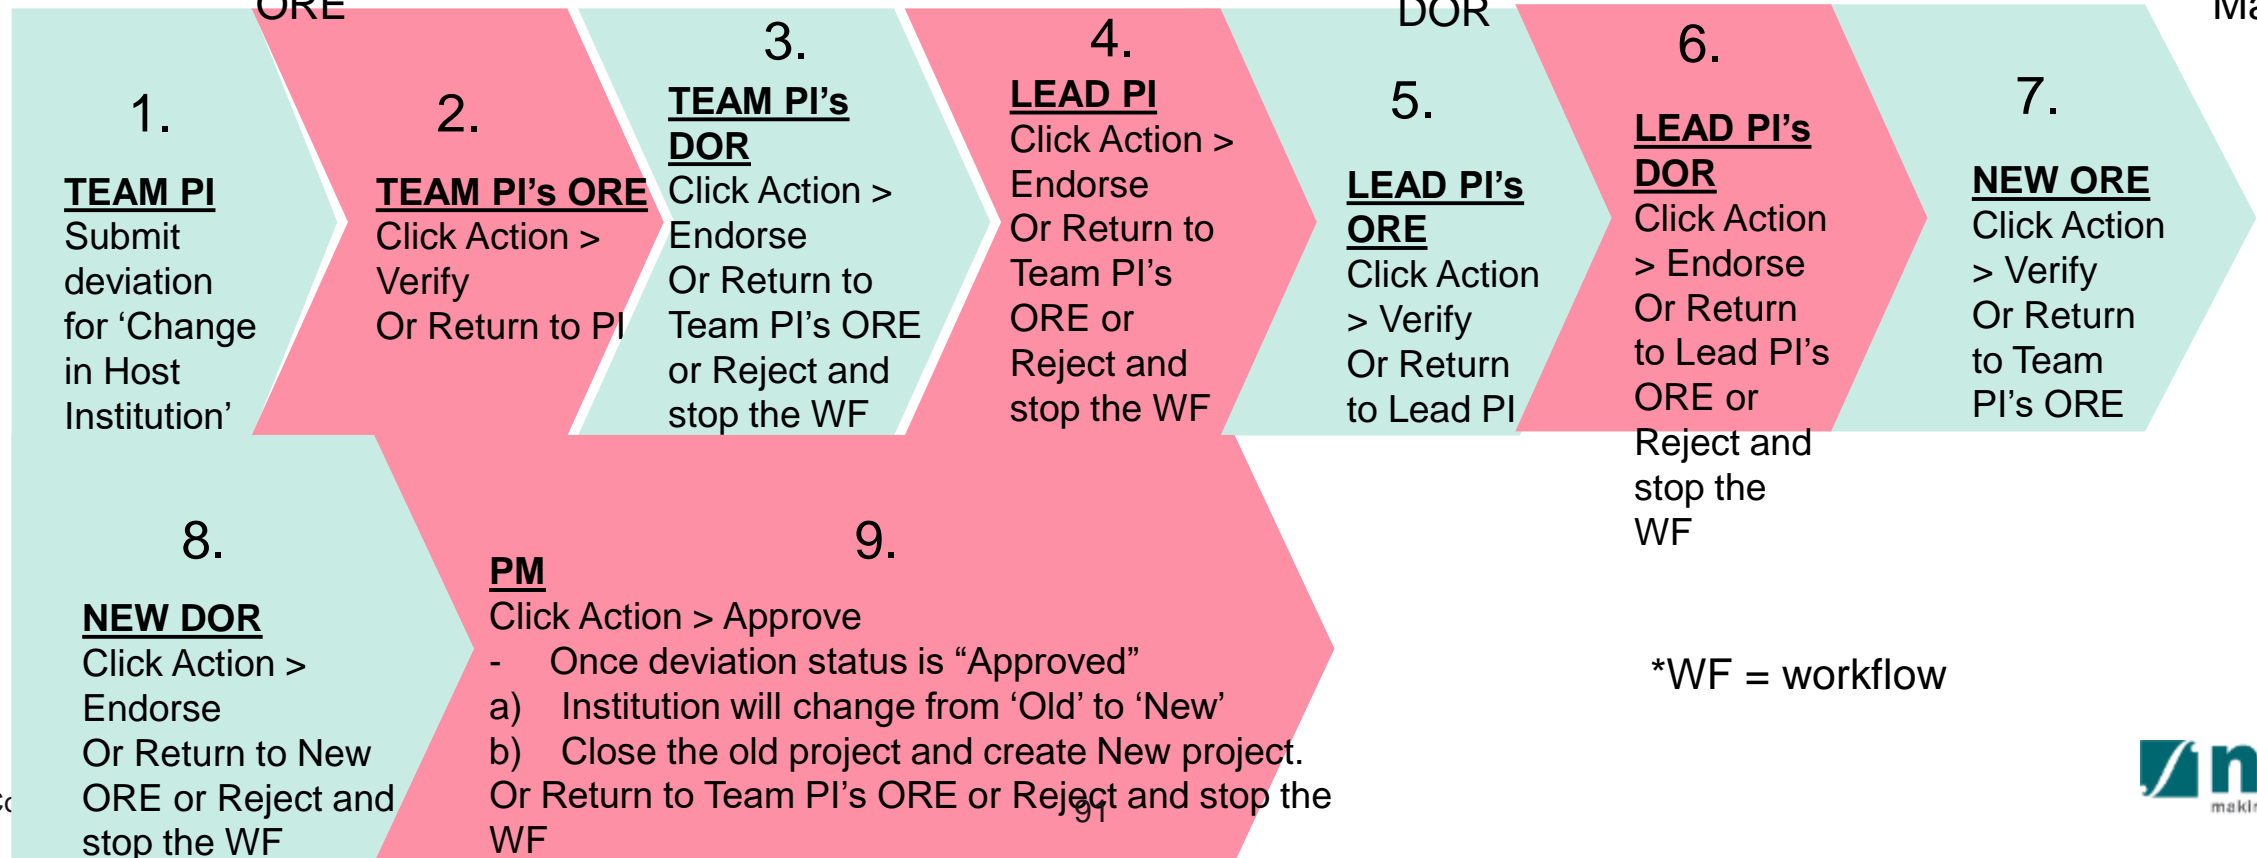 ORE
DOR
1.
TEAM PI
Submit
deviation
for ‘Change
in Host
Institution’
2.
TEAM PI’s ORE
Click Action >
Verify
Or Return to PI
3.
TEAM PI’s
DOR
Click Action >
Endorse
Or Return to
Team PI’s ORE
or Reject and
stop the WF
4.
LEAD PI
Click Action >
Endorse
Or Return to
Team PI’s
ORE or
Reject and
stop the WF
5.
LEAD PI’s
ORE
Click Action
> Verify
Or Return
to Lead PI
6.
LEAD PI’s
DOR
Click Action
> Endorse
Or Return
to Lead PI’s
ORE or
Reject and
stop the
WF
7.
NEW ORE
Click Action
> Verify
Or Return
to Team
PI’s ORE
8.
NEW DOR
Click Action >
Endorse
Or Return to New
ORE or Reject and
stop the WF
9.
PM
Click Action > Approve
- Once deviation status is “Approved”
a) Institution will change from ‘Old’ to ‘New’
b) Close the old project and create New project.
Or Return to Team PI’s ORE or Reject and stop the
WF
*WF = workflow
91